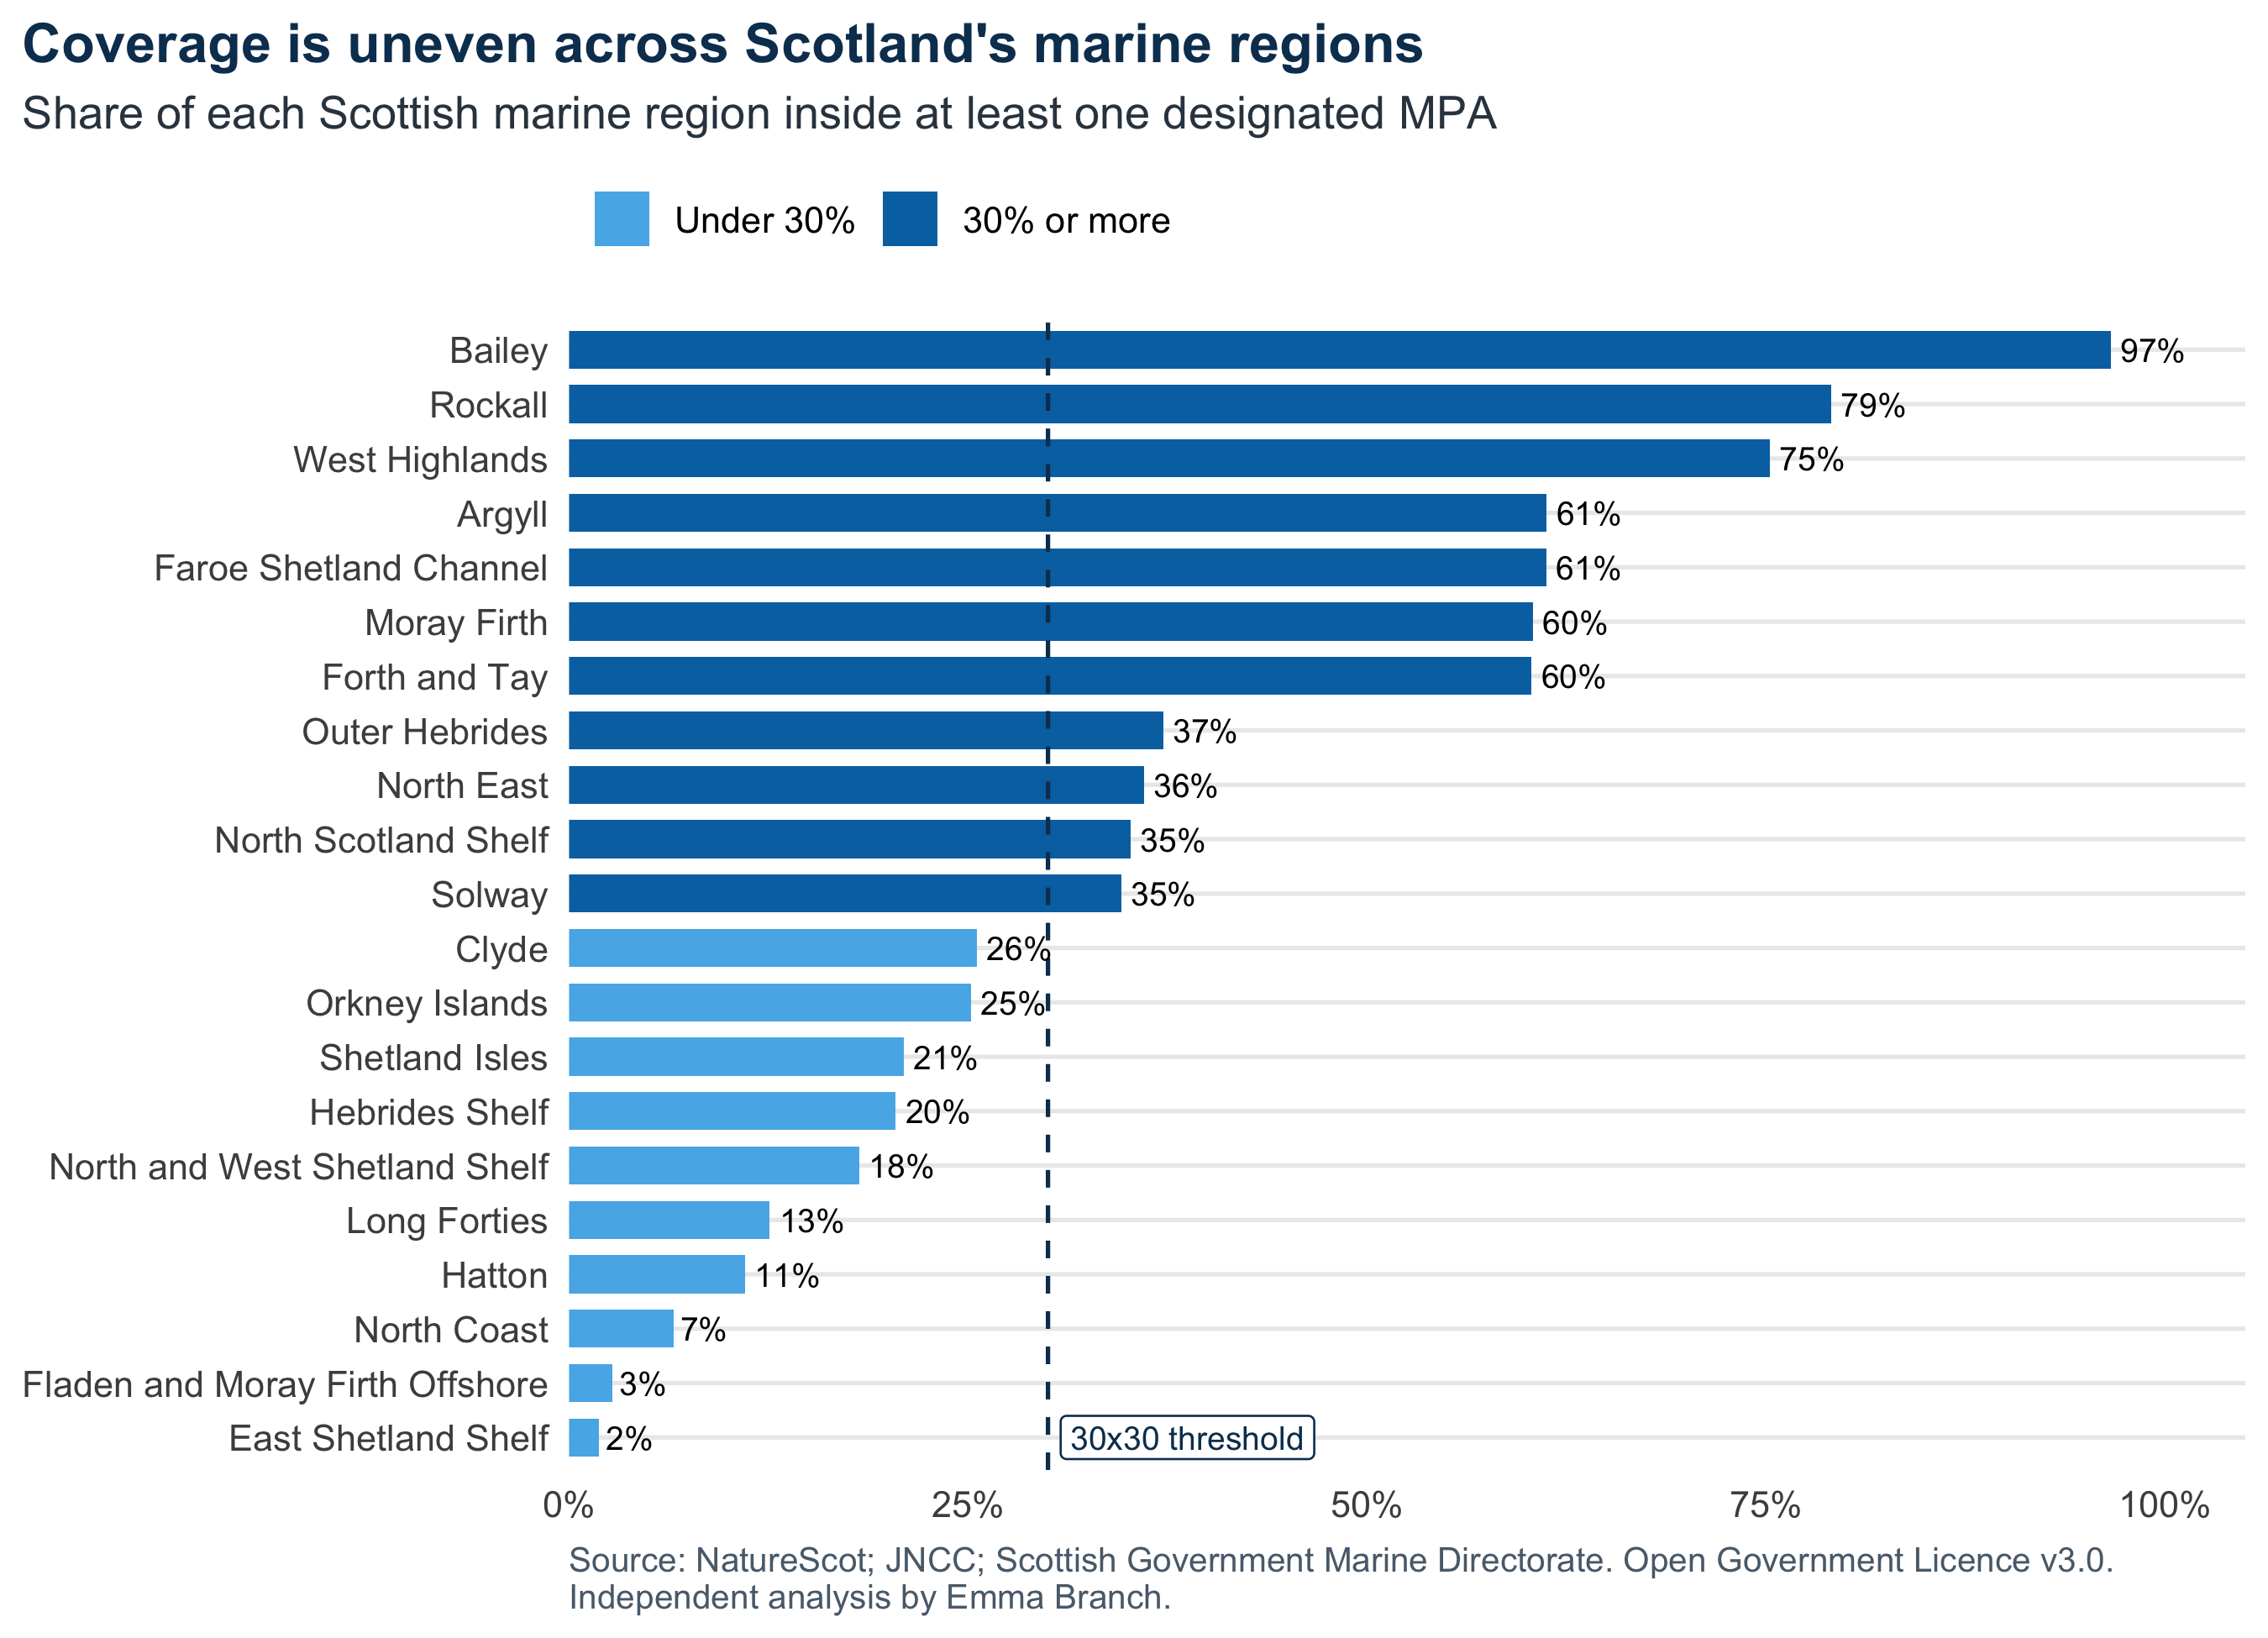 Coverage is uneven across Scotland's marine regions
Share of each Scottish marine region inside at least one designated MPA
Under 30% 30% or more
Bailey 97%
Rockall 79%
West Highlands 75%
Argyll 61%
Faroe Shetland Channel 61%
Moray Firth 60%
Forth and Tay 60%
Outer Hebrides 37%
North East 36%
North Scotland Shelf 35%
Solway 35%
Clyde 26%
Orkney Islands 25%
Shetland Isles 21%
Hebrides Shelf 20%
North and West Shetland Shelf 18%
Long Forties 13%
Hatton 11%
North Coast 7%
Fladen and Moray Firth Offshore 3%
East Shetland Shelf 2% 30x30 threshold
0% 25% 50% 75% 100%
Source: NatureScot; JNCC; Scottish Government Marine Directorate. Open Government Licence v3.0.
Independent analysis by Emma Branch.